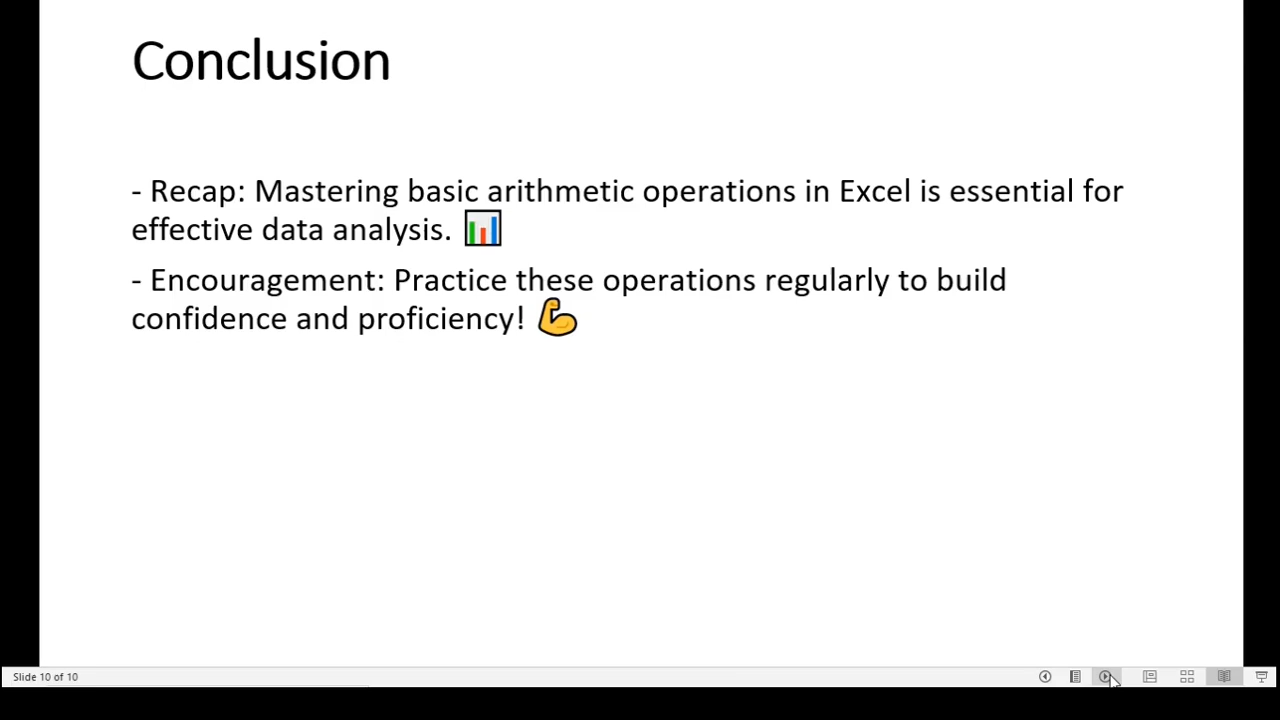 Conclusion
- Recap: Mastering basic arithmetic operations in Excel is essential for
effective data analysis. 📊
- Encouragement: Practice these operations regularly to build
confidence and proficiency! 💪
Slide 10 of 10